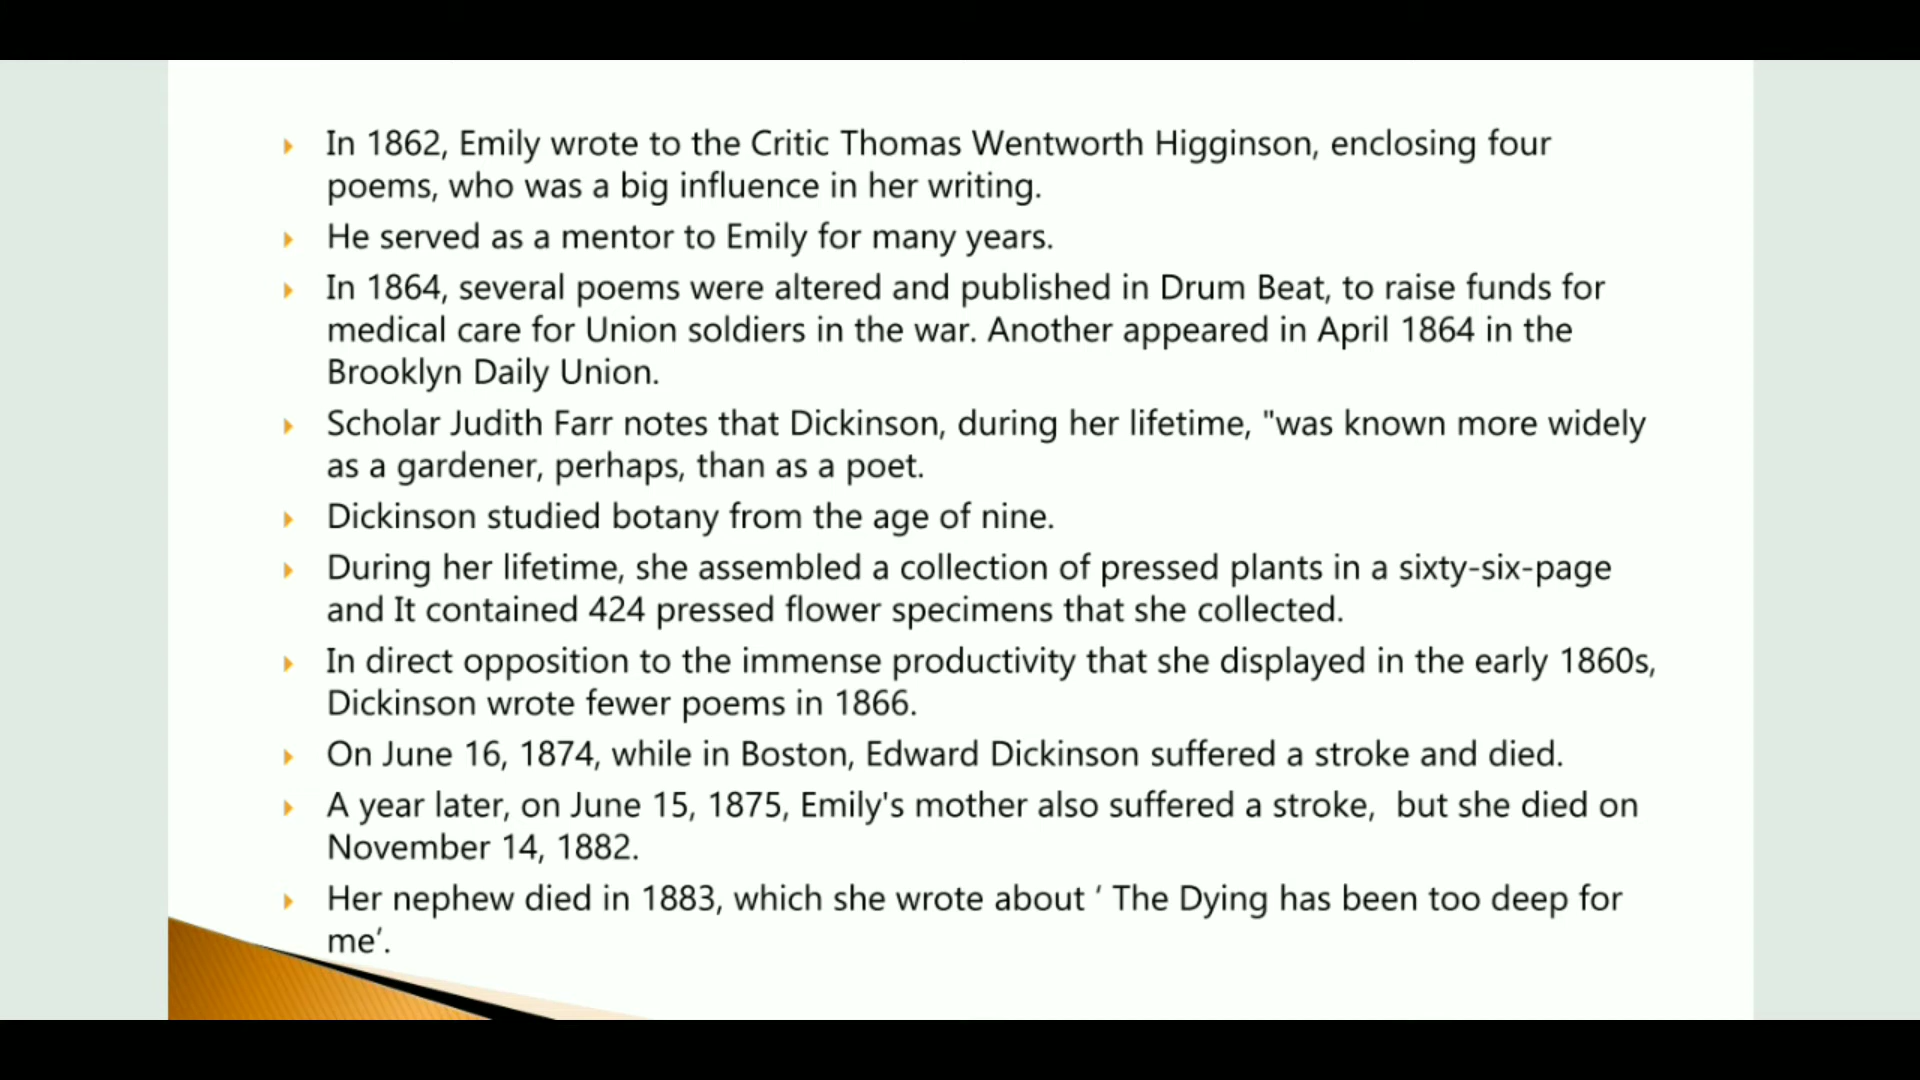 In 1862, Emily wrote to the Critic Thomas Wentworth Higginson, enclosing four
poems, who was a big influence in her writing.
He served as a mentor to Emily for many years.
In 1864, several poems were altered and published in Drum Beat, to raise funds for
medical care for Union soldiers in the war. Another appeared in April 1864 in the
Brooklyn Daily Union.
Scholar Judith Farr notes that Dickinson, during her lifetime, "was known more widely
as a gardener, perhaps, than as a poet.
Dickinson studied botany from the age of nine.
During her lifetime, she assembled a collection of pressed plants in a sixty-six-page
and It contained 424 pressed flower specimens that she collected.
In direct opposition to the immense productivity that she displayed in the early 1860s,
Dickinson wrote fewer poems in 1866.
On June 16, 1874, while in Boston, Edward Dickinson suffered a stroke and died.
A year later, on June 15, 1875, Emily's mother also suffered a stroke,  but she died on
November 14, 1882.
Her nephew died in 1883, which she wrote about ‘ The Dying has been too deep for
me’.